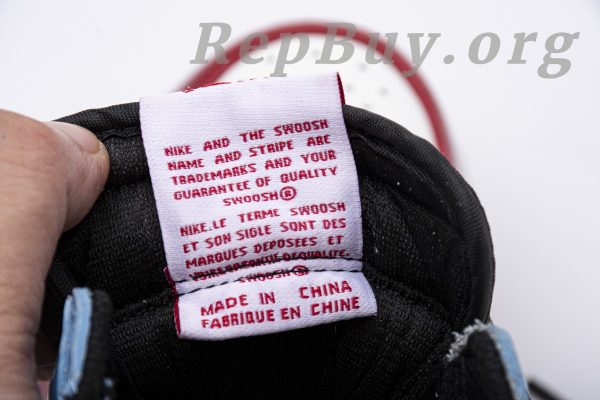 RepBuy.org
NIKE AND THE SWOOSH
NAME AND STRIPE ARE
TRADEMARKS AND YOUR
GUARANTEE OF QUALITY
SWOOSH®
NIKE.LE TERME SWOOSH
ET SON SIGLE SONT DES
MARQUES DEPOSEES ET
SWOOSH®
MADE IN CHINA
FABRIQUE EN CHINE